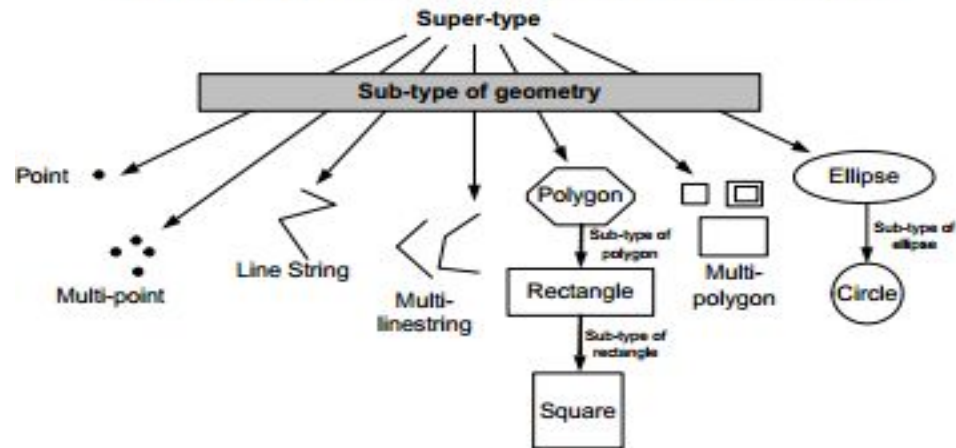 Super-type
Sub-type of geometry
Point
Multi-point
Line String
Multi-
linestring
Polygon
Sub-type of
polygon
Rectangle
Sub-type of
rectangle
Square
Multi-
polygon
Ellipse
Sub-type of
ellipse
Circle